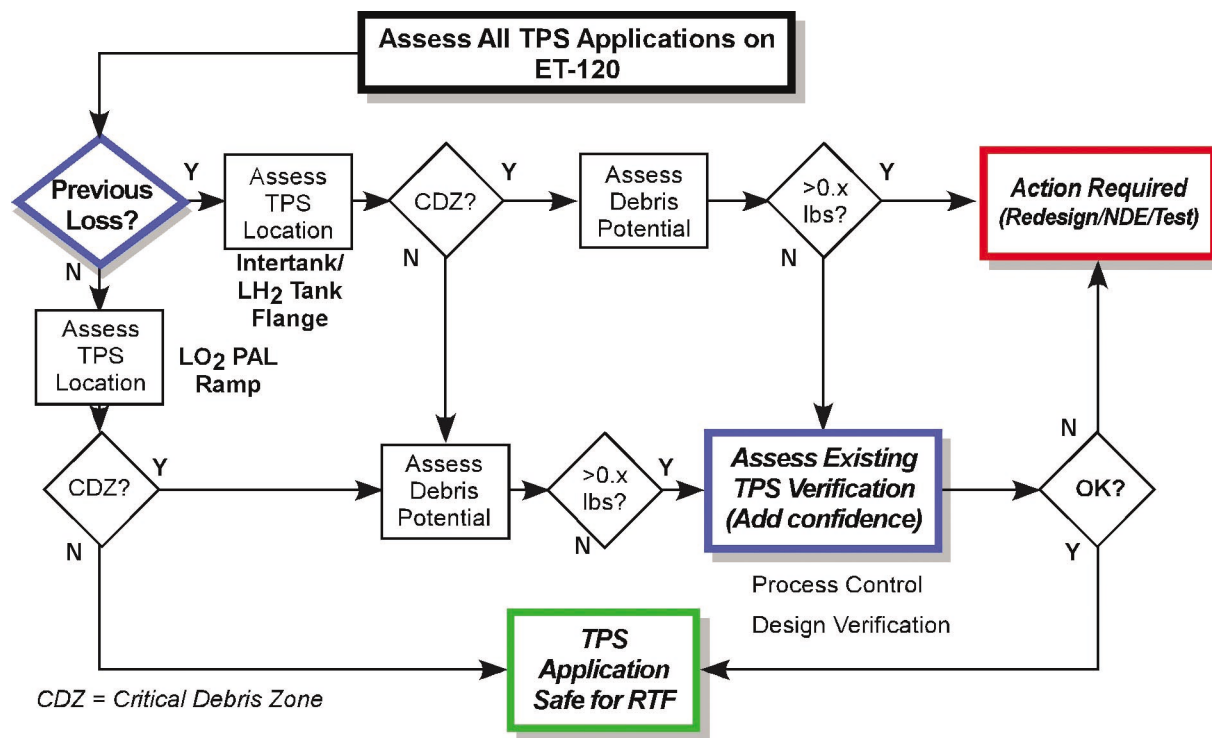 Assess All TPS Applications on
ET-120
Previous
Loss?
Y
N
Assess
TPS
Location
Intertank/
LH2 Tank
Flange
CDZ?
Y
N
Assess
Debris
Potential
>0.x
lbs?
Y
N
Action Required
(Redesign/NDE/Test)
Assess
TPS
Location
LO2 PAL
Ramp
CDZ?
Y
N
Assess
Debris
Potential
>0.x
lbs?
Y
N
Assess Existing
TPS Verification
(Add confidence)
Process Control
Design Verification
OK?
N
Y
TPS
Application
Safe for RTF
CDZ = Critical Debris Zone